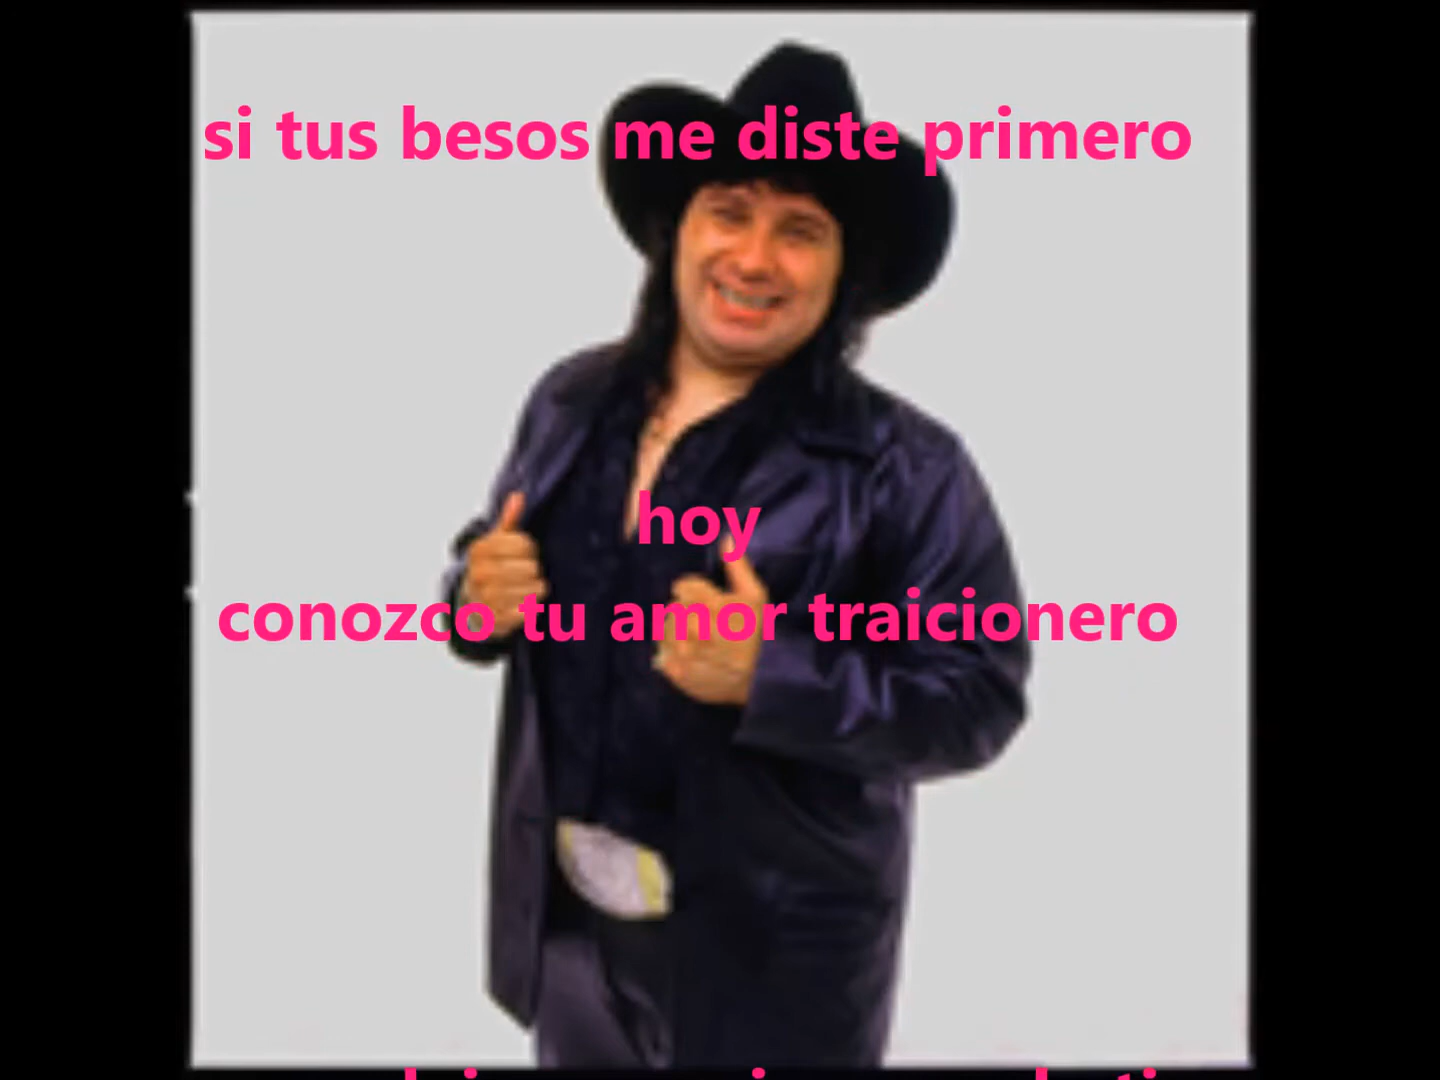 si tus besos me diste primero
hoy
conozco tu amor traicionero